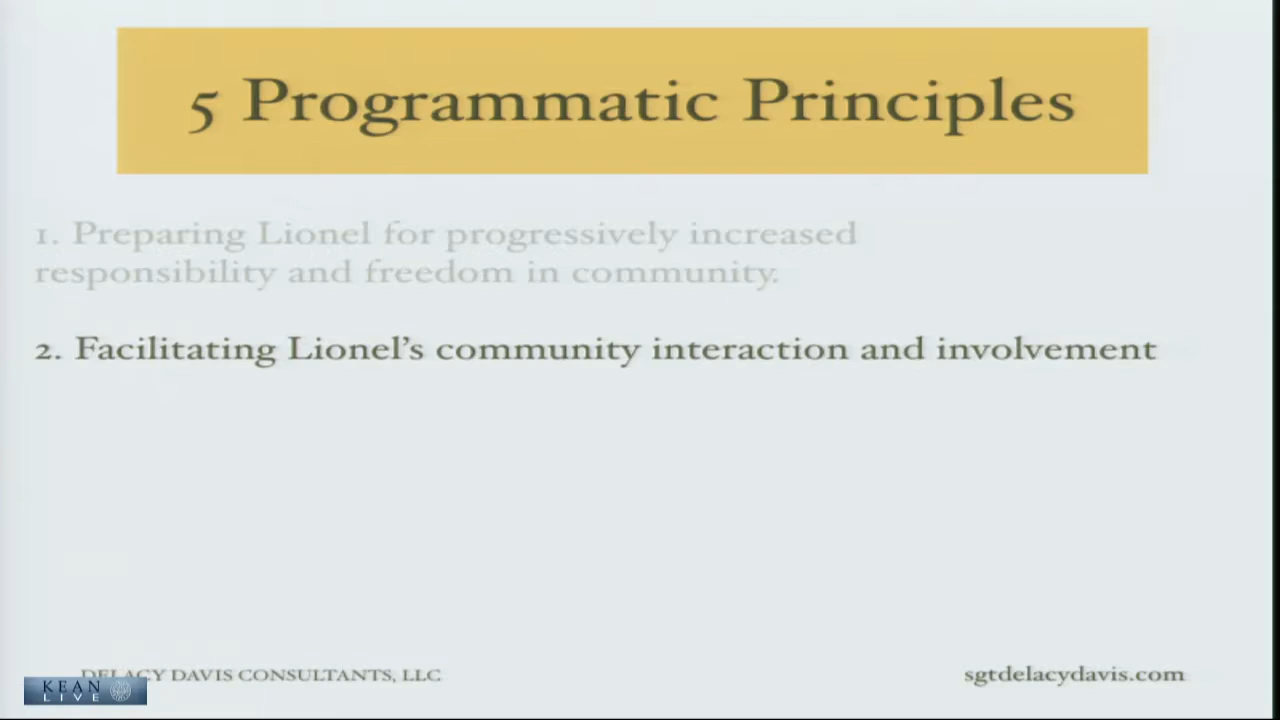 5 Programmatic Principles
1. Preparing Lionel for progressively increased
responsibility and freedom in community.
2. Facilitating Lionel’s community interaction and involvement
DELACY DAVIS CONSULTANTS, LLC
sgtdelacydavis.com
KEAN
LIVE